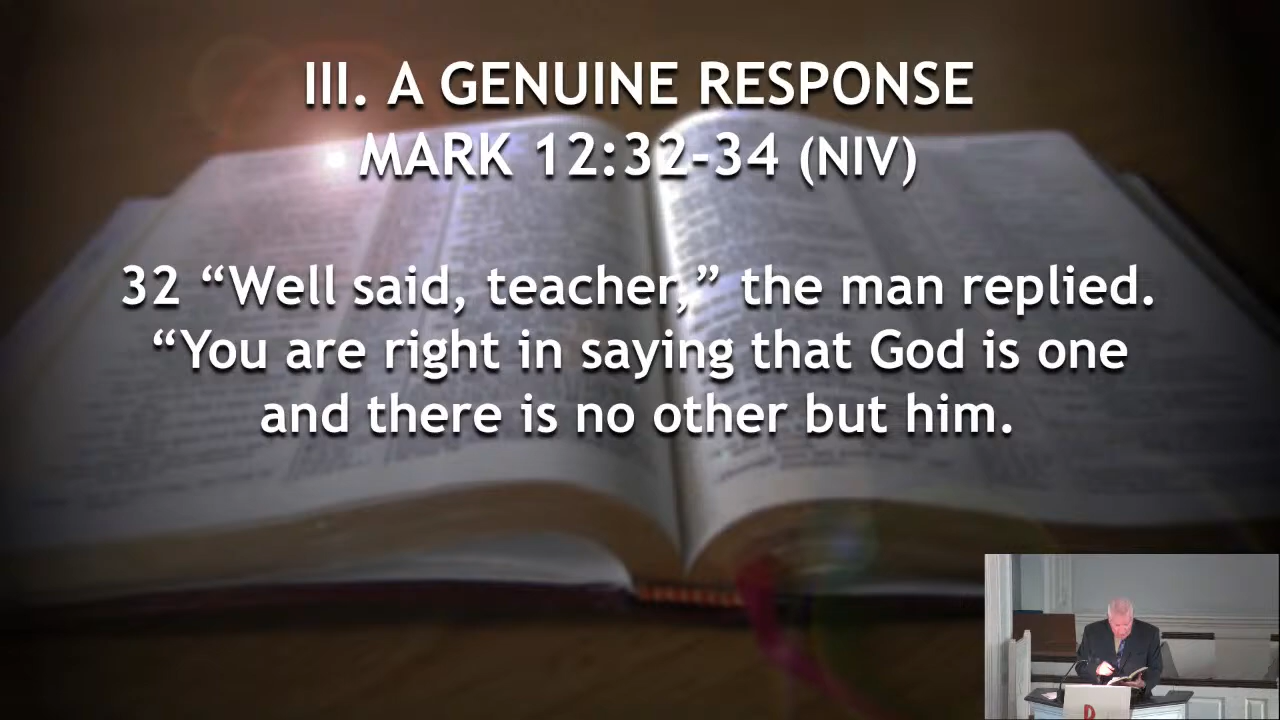 III. A GENUINE RESPONSE
MARK 12:32-34 (NIV)
32 “Well said, teacher,” the man replied.
“You are right in saying that God is one
and there is no other but him.